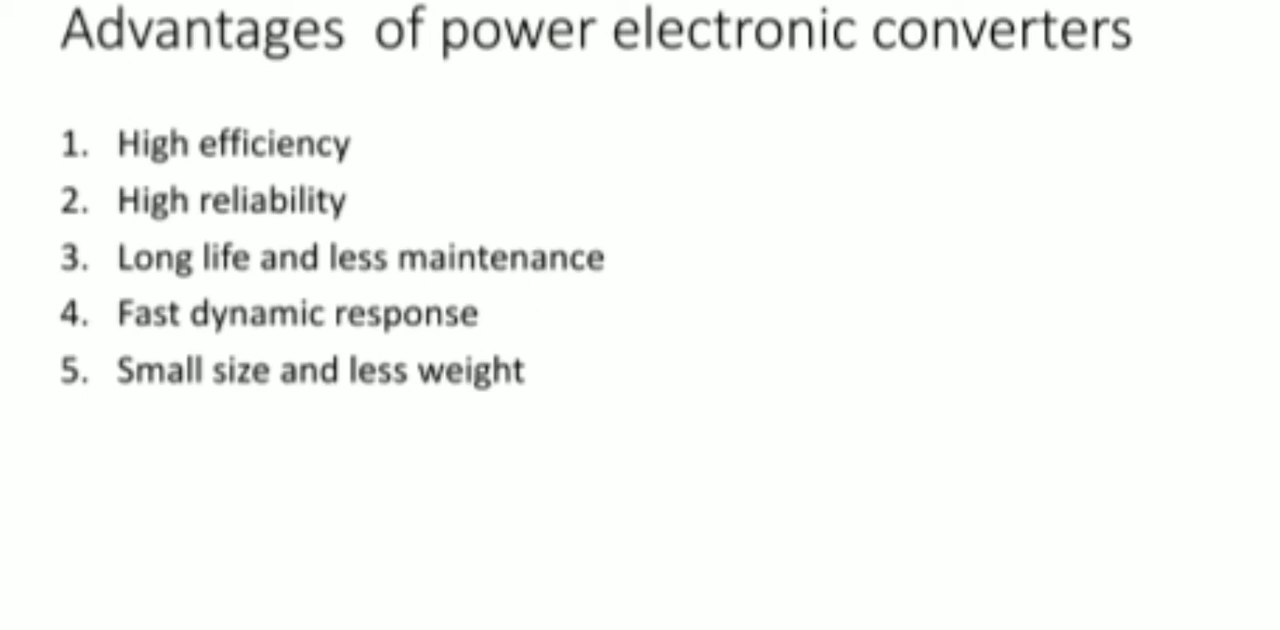 Advantages of power electronic converters
1. High efficiency
2. High reliability
3. Long life and less maintenance
4. Fast dynamic response
5. Small size and less weight